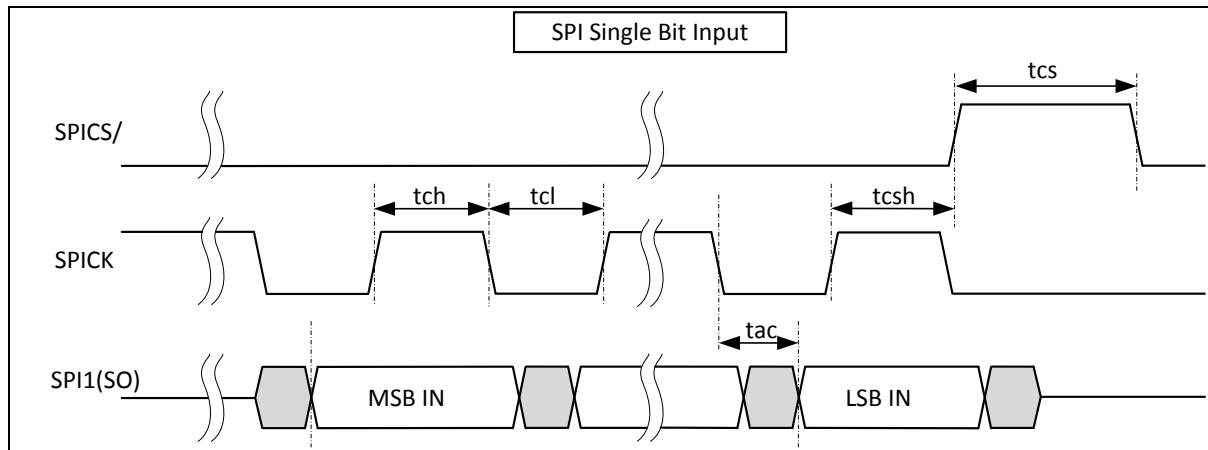 SPI Single Bit Input
tcs
SPICS/
tch
tcl
tcsh
SPICK
tac
SPI1(SO)
MSB IN
LSB IN